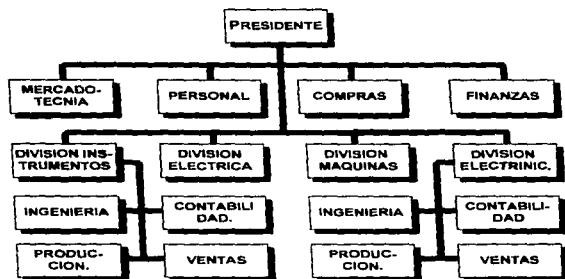 PRESIDENTE
MERCADO-
TECNIA
PERSONAL
COMPRAS
FINANZAS
DIVISION INS-
TRUMENTOS
DIVISION
ELECTRICA
DIVISION
MAQUINAS
DIVISION
ELECTRINIC.
INGENIERIA
CONTABILI
DAD.
INGENIERIA
CONTABILI-
DAD
PRODUC-
CION.
VENTAS
PRODUC-
CION.
VENTAS